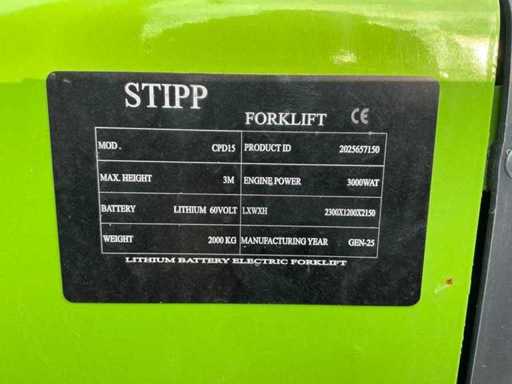 STIPP
FORKLIFT CE
MOD. CPD15 PRODUCT ID 2025657150
MAX. HEIGHT 3M ENGINE POWER 3000WAT
BATTERY LITHIUM 60VOLT LXWXH 2300X1200X2150
WEIGHT 2000 KG MANUFACTURING YEAR GEN-25
LITHIUM BATTERY ELECTRIC FORKLIFT